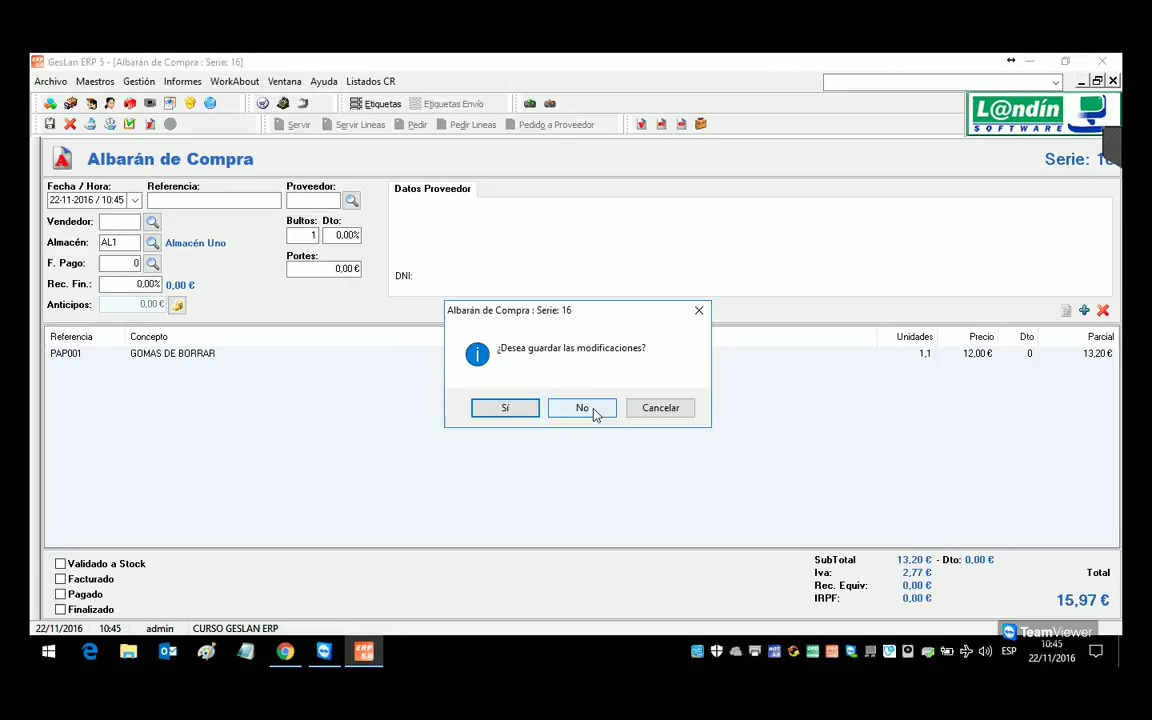 GesLan ERP 5 - [Albarán de Compra : Serie: 16]
Archivo Maestros Gestión Informes WorkAbout Ventana Ayuda Listados CR
Etiquetas Etiquetas Envío
Servir Servir Lineas Pedir Pedir Lineas Pedido a Proveedor
L@ndín
SOFTWARE
Albarán de Compra
Serie:
Fecha / Hora: Referencia: Proveedor: Datos Proveedor
22-11-2016 / 10:45
Vendedor: Bultos: Dto:
1 0,00%
Almacén: AL1 Almacén Uno
Portes:
F. Pago: 0 0,00 €
DNI:
Rec. Fin.: 0,00% 0,00 €
Anticipos: 0,00 €
Albarán de Compra : Serie: 16
¿Desea guardar las modificaciones?
Sí No Cancelar
Referencia Concepto Unidades Precio Dto Parcial
PAP001 GOMAS DE BORRAR 1,1 12,00 € 0 13,20 €
Validado a Stock
Facturado
Pagado
Finalizado
SubTotal 13,20 € - Dto: 0,00 €
Iva: 2,77 € Total
Rec. Equiv: 0,00 €
IRPF: 0,00 € 15,97 €
22/11/2016 10:45 admin CURSO GESLAN ERP
TeamViewer
ERP
ESP
10:45
22/11/2016